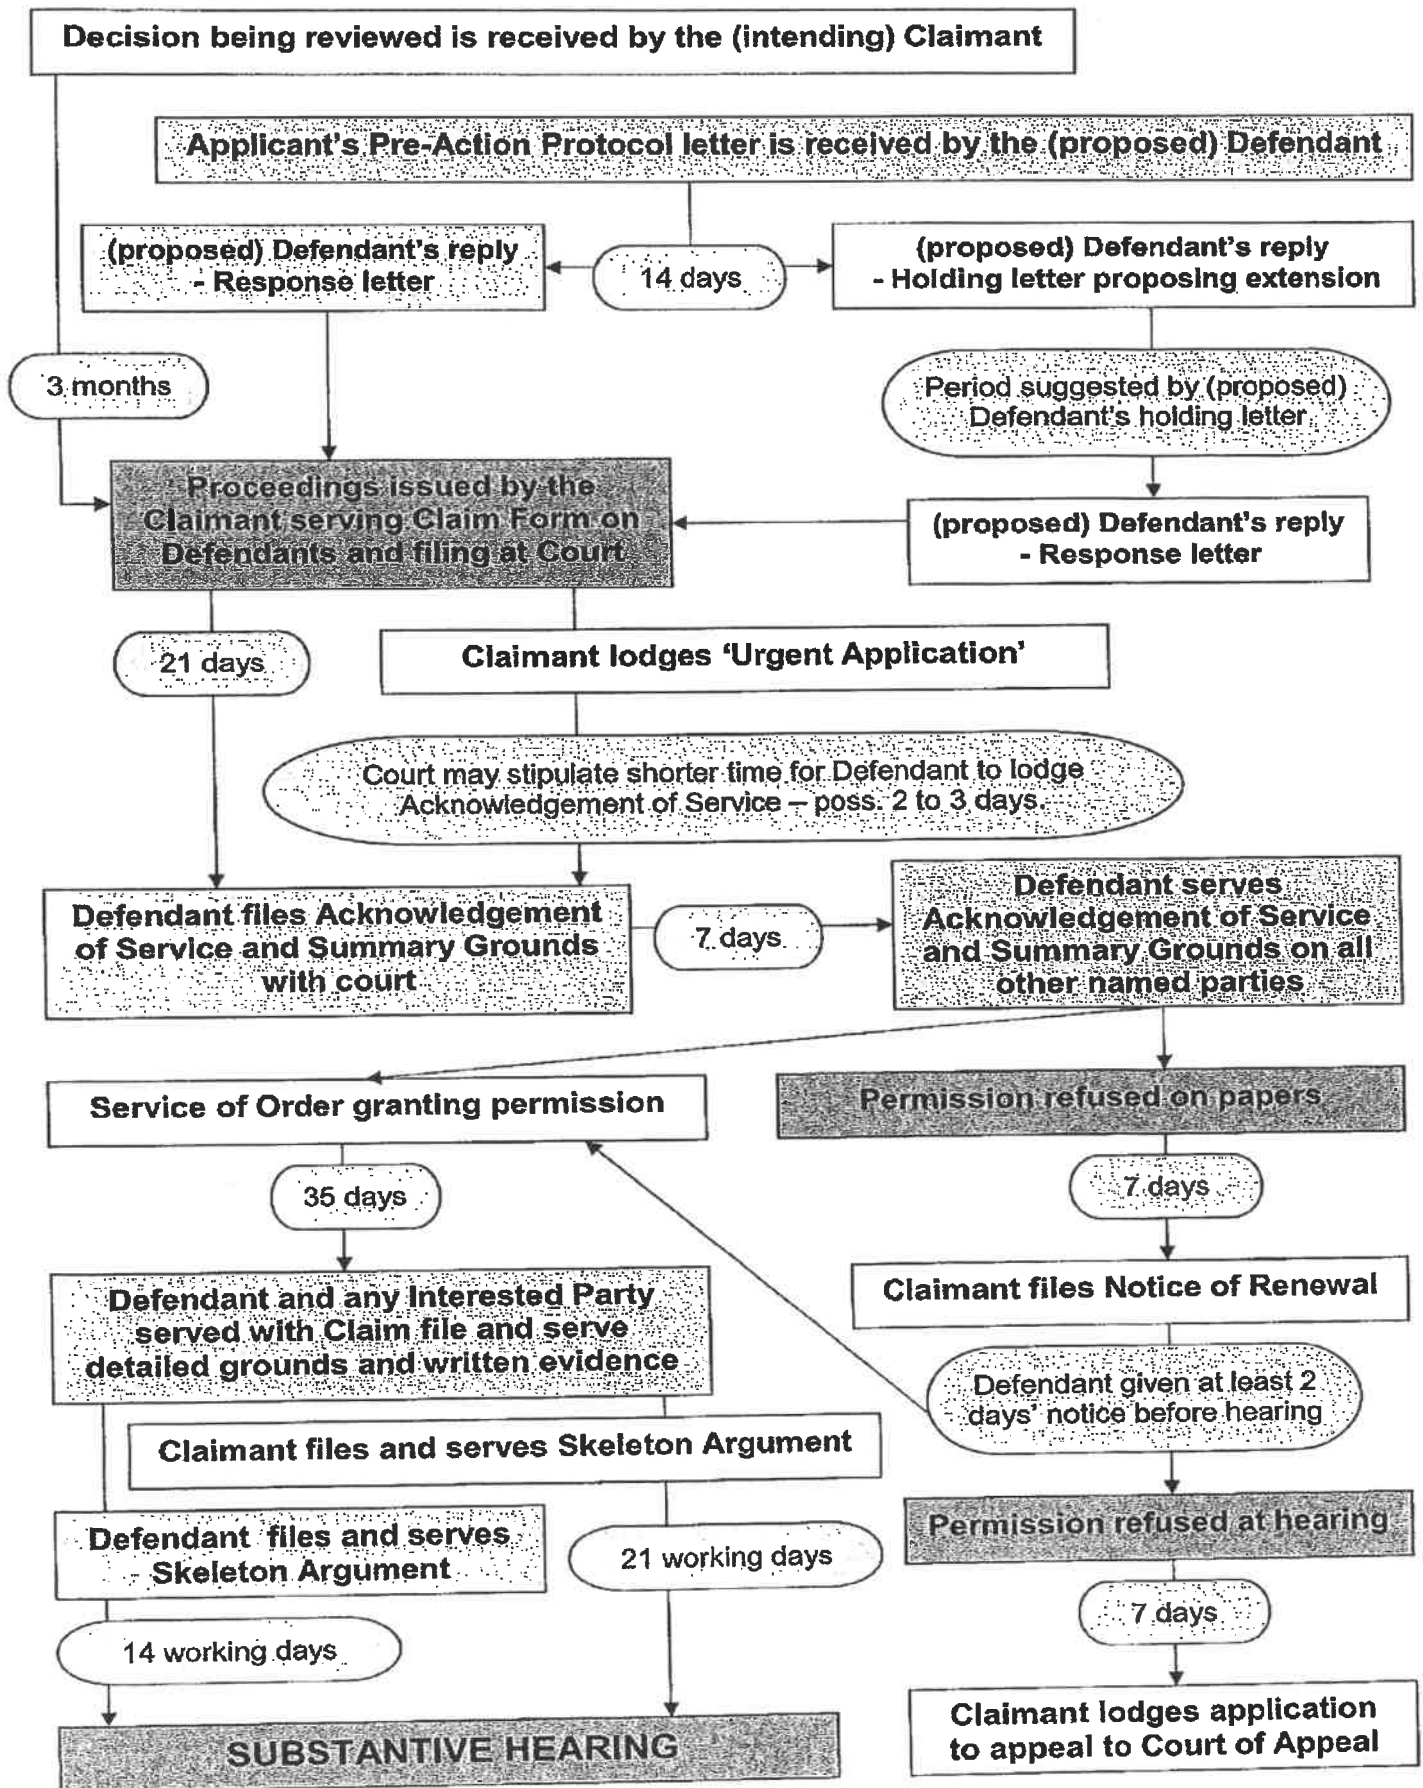 Decision being reviewed is received by the (intending) Claimant
Applicant's Pre-Action Protocol letter is received by the (proposed) Defendant
(proposed) Defendant's reply
- Response letter
14 days
(proposed) Defendant's reply
- Holding letter proposing extension
3 months
Period suggested by (proposed)
Defendant's holding letter
Proceedings issued by the
Claimant serving Claim Form on
Defendants and filing at Court
(proposed) Defendant's reply
- Response letter
21 days
Claimant lodges 'Urgent Application'
Court may stipulate shorter time for Defendant to lodge
Acknowledgement of Service – poss. 2 to 3 days.
Defendant files Acknowledgement
of Service and Summary Grounds
with court
7 days
Defendant serves
Acknowledgement of Service
and Summary Grounds on all
other named parties
Service of Order granting permission
Permission refused on papers
35 days
7 days
Defendant and any Interested Party
served with Claim file and serve
detailed grounds and written evidence
Claimant files Notice of Renewal
Defendant given at least 2
days' notice before hearing
Claimant files and serves Skeleton Argument
Defendant files and serves
- Skeleton Argument
21 working days
Permission refused at hearing
14 working days
7 days
Claimant lodges application
to appeal to Court of Appeal
SUBSTANTIVE HEARING